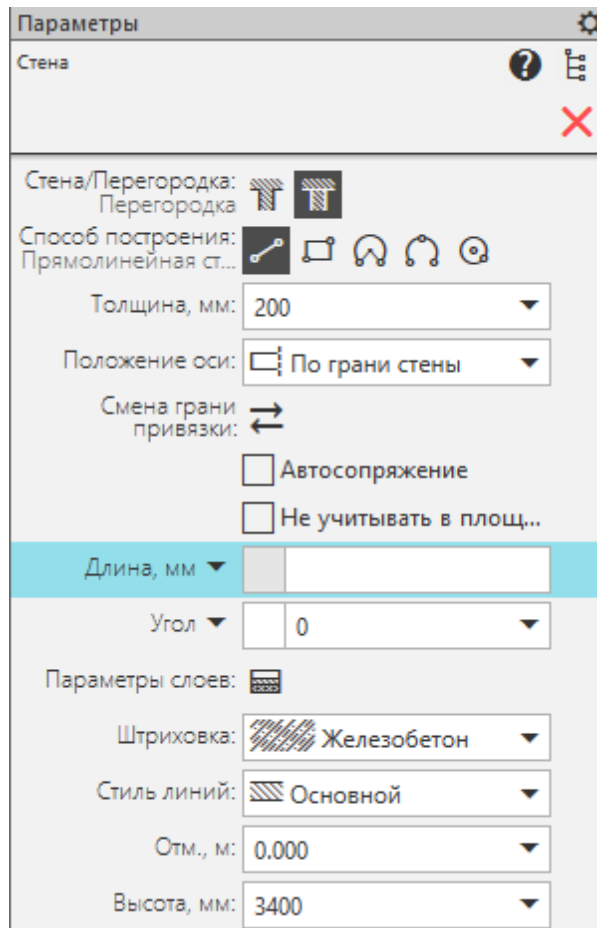 Параметры
Стена
Стена/Перегородка:
Перегородка
Способ построения:
Прямолинейная ст...
Толщина, мм: 200
Положение оси: По грани стены
Смена грани
привязки:
Автосопряжение
Не учитывать в площ...
Длина, мм
Угол 0
Параметры слоев:
Штриховка: Железобетон
Стиль линий: Основной
Отм., м: 0.000
Высота, мм: 3400